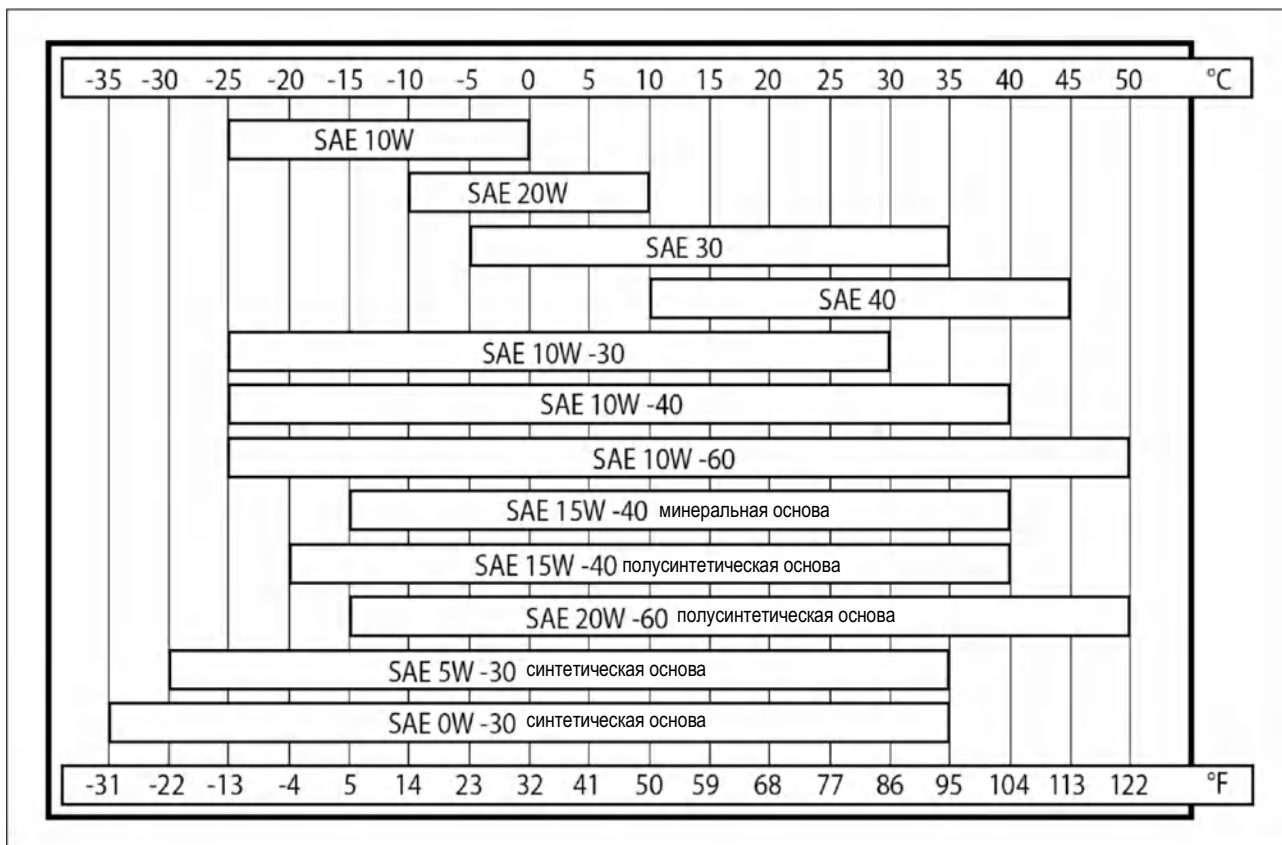 -35 -30 -25 -20 -15 -10 -5 0 5 10 15 20 25 30 35 40 45 50 °C
SAE 10W
SAE 20W
SAE 30
SAE 40
SAE 10W -30
SAE 10W -40
SAE 10W -60
SAE 15W -40 минеральная основа
SAE 15W -40 полусинтетическая основа
SAE 20W -60 полусинтетическая основа
SAE 5W -30 синтетическая основа
SAE 0W -30 синтетическая основа
-31 -22 -13 -4 5 14 23 32 41 50 59 68 77 86 95 104 113 122 °F